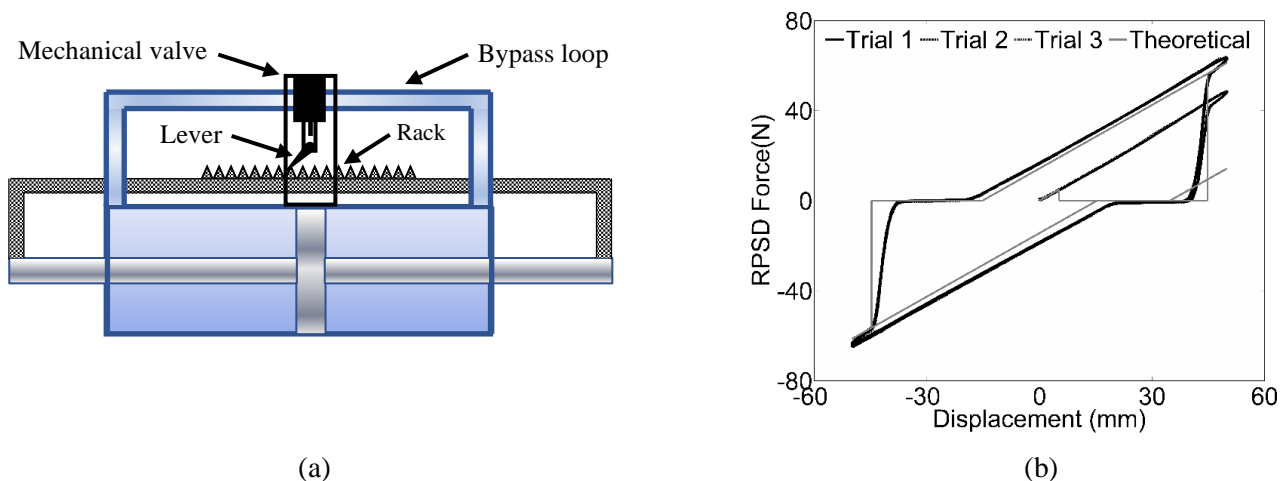 Mechanical valve
Bypass loop
Lever
Rack
(a)
80
Trial 1 Trial 2 Trial 3 Theoretical
40
0
-40
-80
RPSD Force(N)
-60 -30 0 30 60
Displacement (mm)
(b)